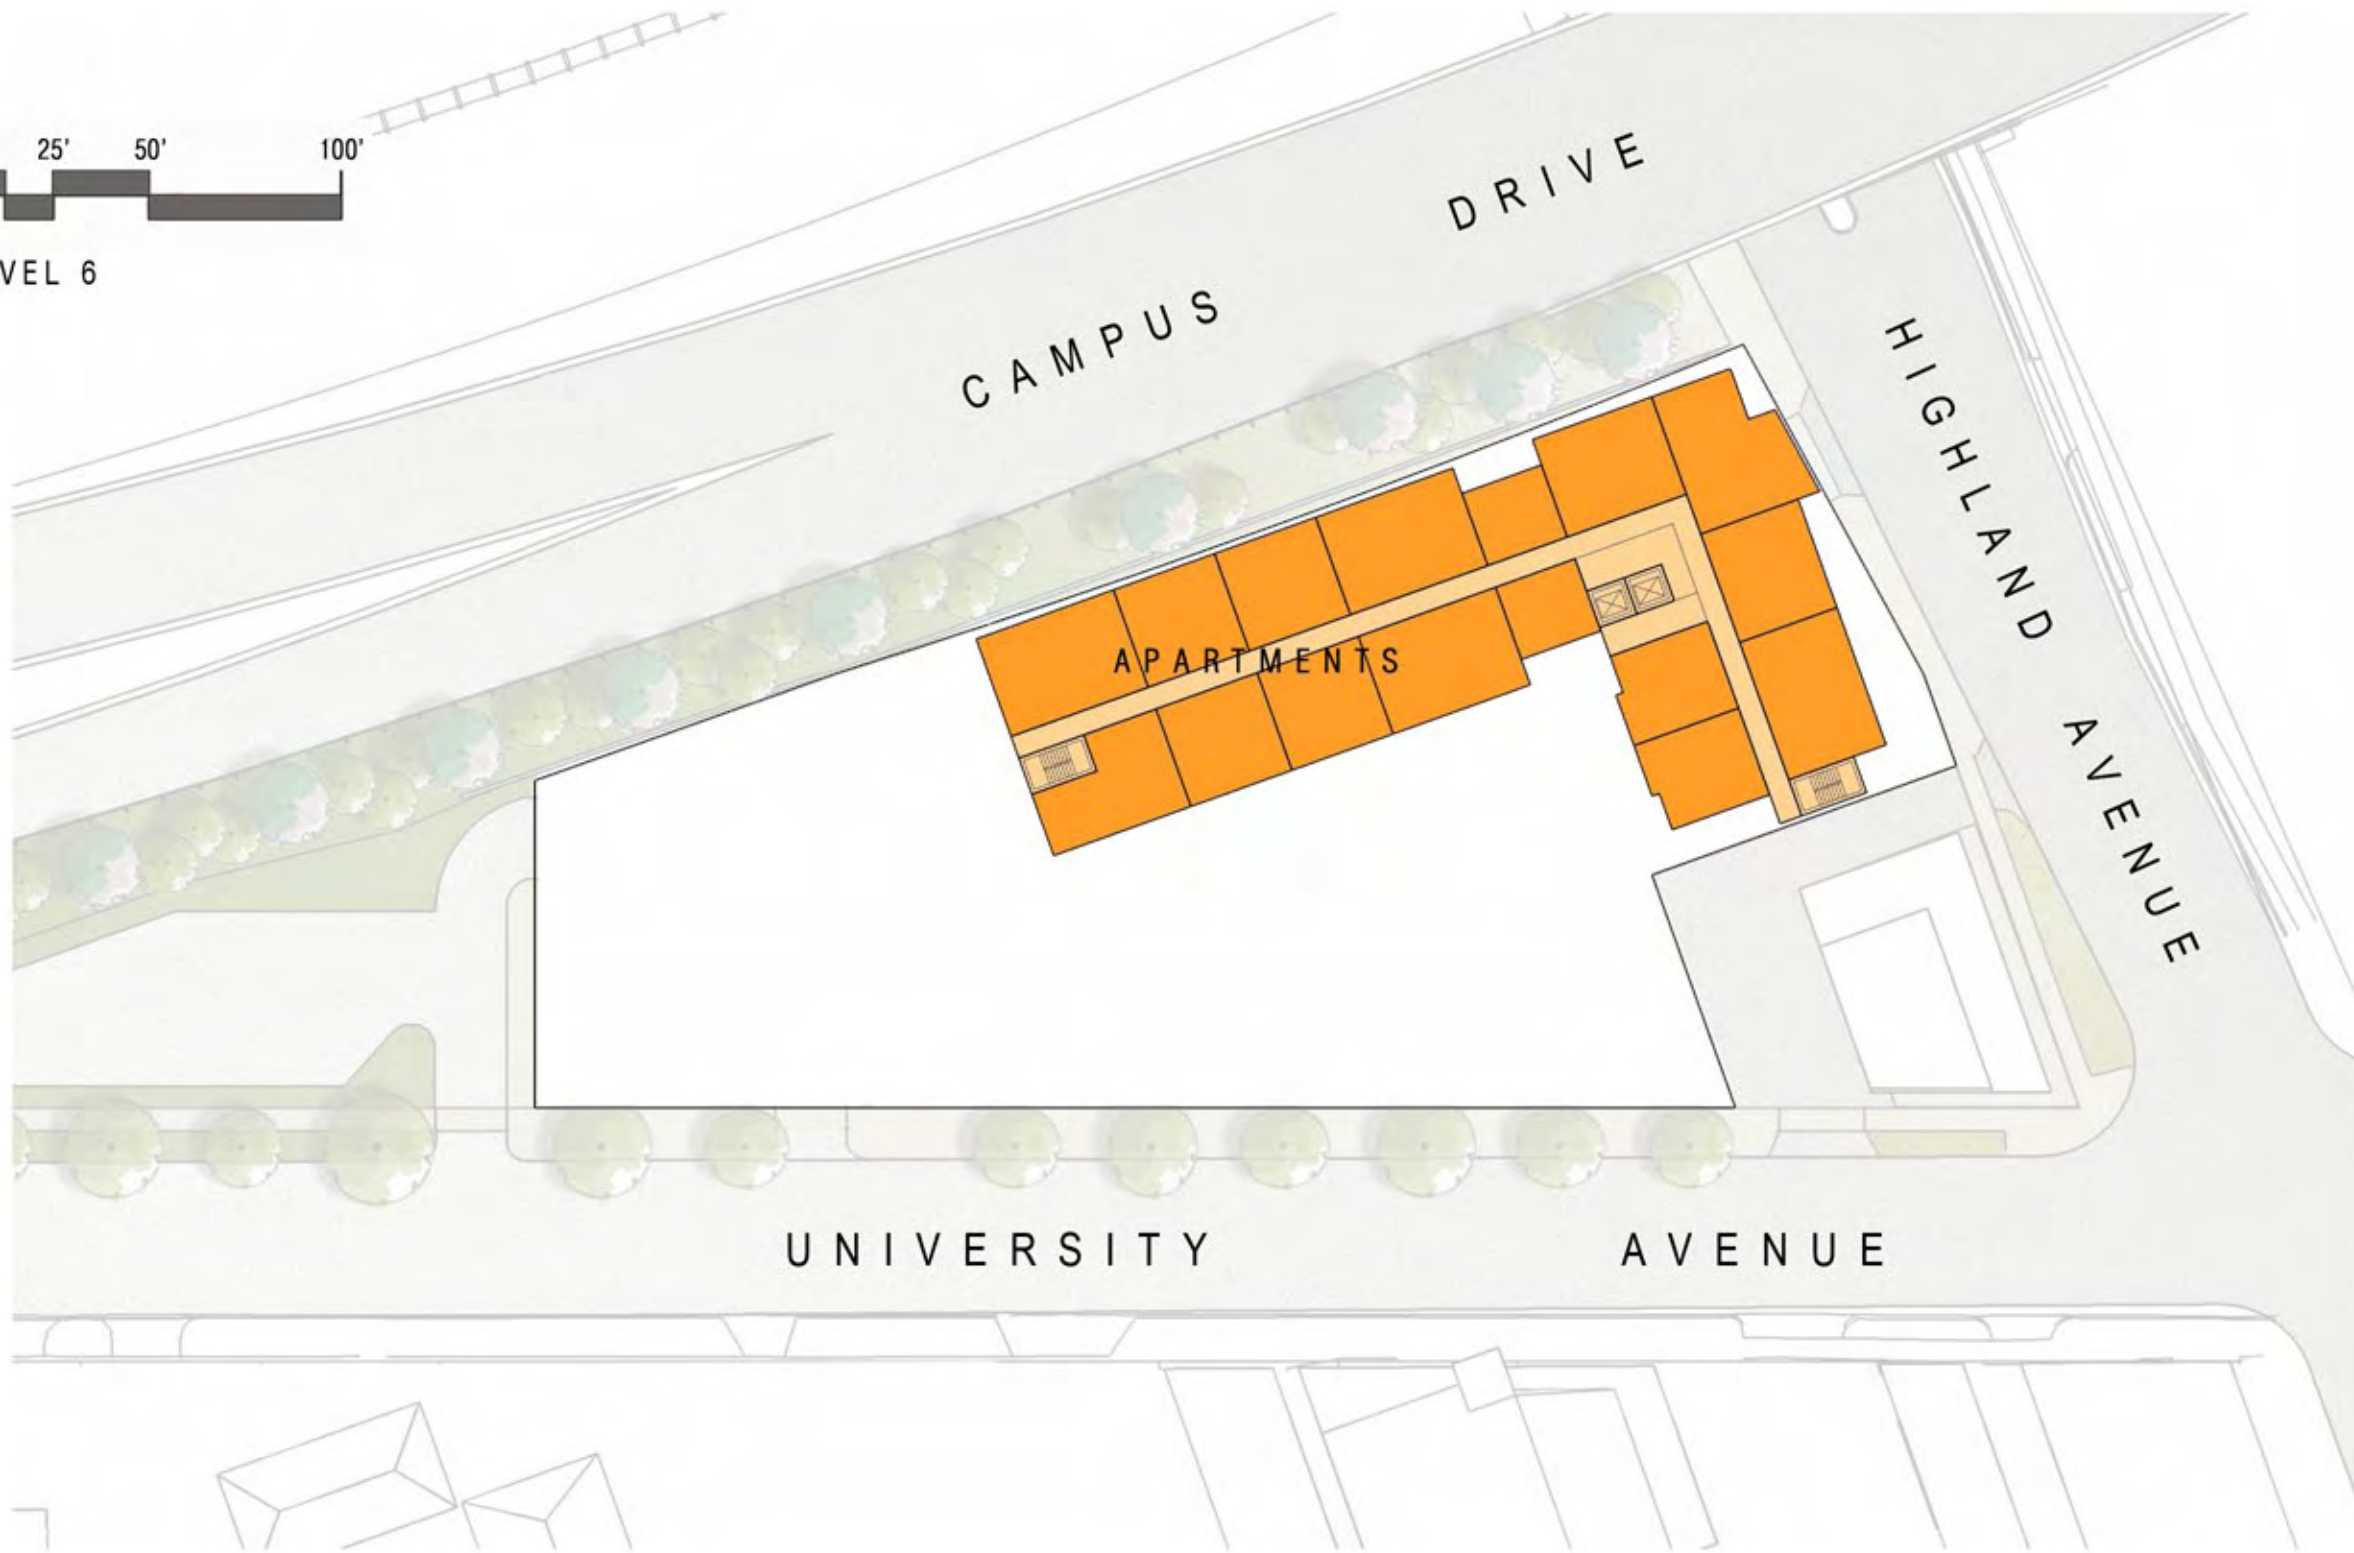 25' 50' 100'
VEL 6
CAMPUS DRIVE
HIGHLAND AVENUE
APARTMENTS
UNIVERSITY AVENUE